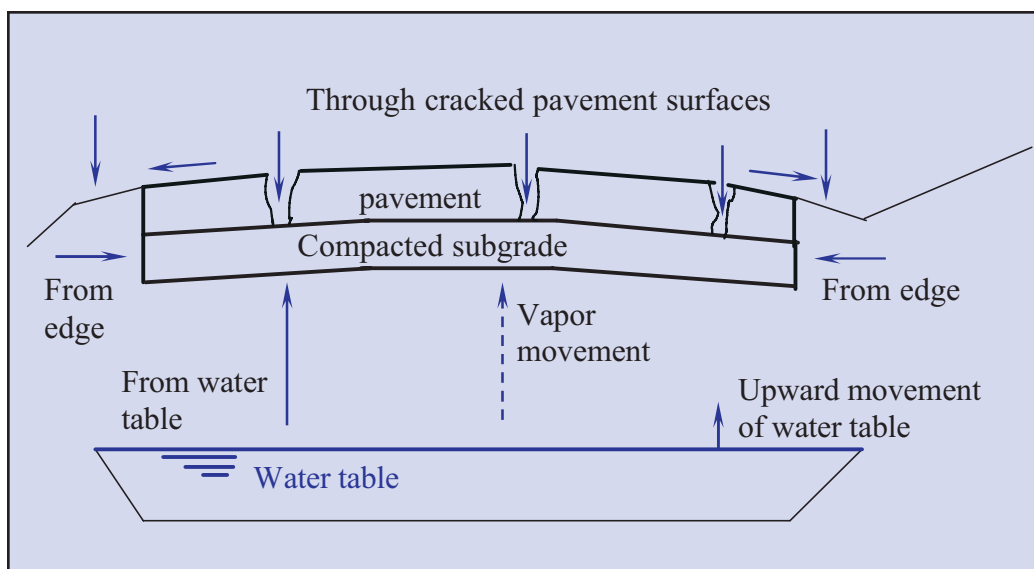 Through cracked pavement surfaces
pavement
Compacted subgrade
From
edge
From edge
Vapor
movement
From water
table
Upward movement
of water table
Water table